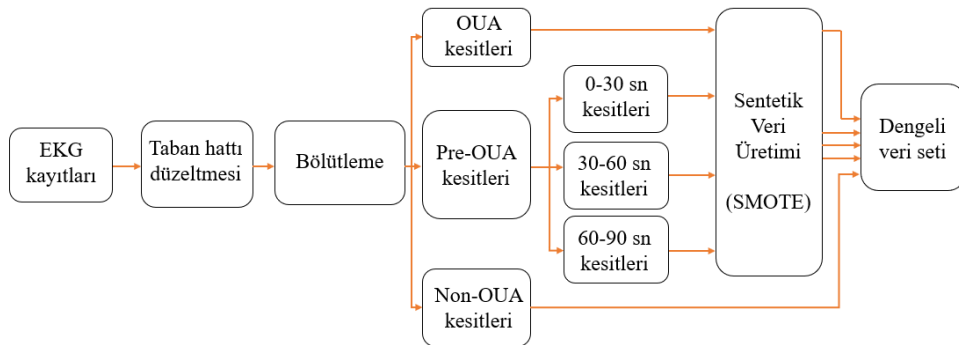 EKG
kayıtları
Taban hattı
düzeltmesi
Bölütleme
OUA
kesitleri
Pre-OUA
kesitleri
Non-OUA
kesitleri
0-30 sn
kesitleri
30-60 sn
kesitleri
60-90 sn
kesitleri
Sentetik
Veri
Üretimi
(SMOTE)
Dengeli
veri seti